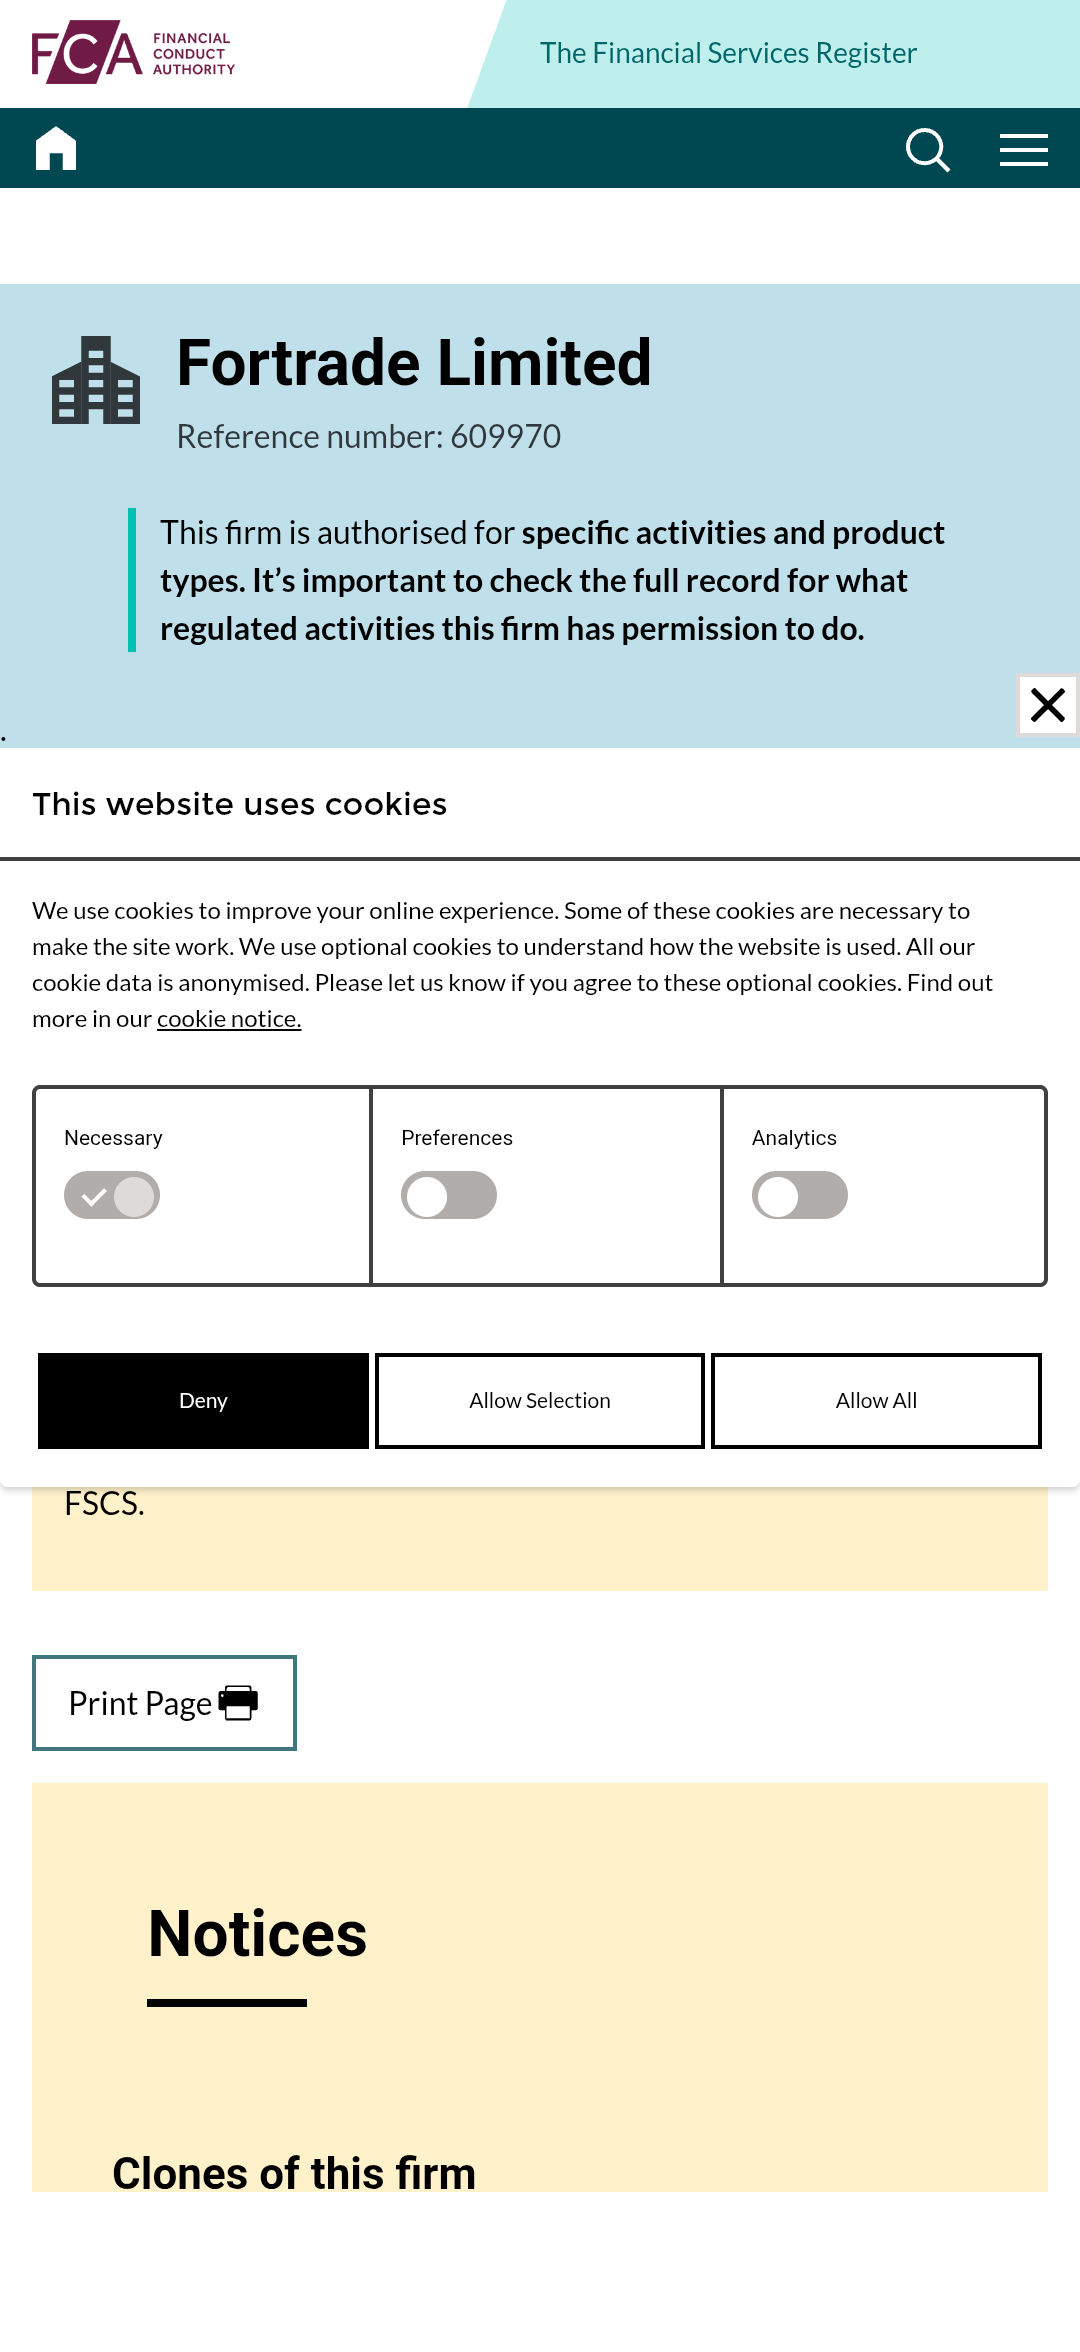 FCA FINANCIAL
CONDUCT
AUTHORITY
The Financial Services Register
Fortrade Limited
Reference number: 609970
This firm is authorised for specific activities and product
types. It’s important to check the full record for what
regulated activities this firm has permission to do.
.
This website uses cookies
We use cookies to improve your online experience. Some of these cookies are necessary to
make the site work. We use optional cookies to understand how the website is used. All our
cookie data is anonymised. Please let us know if you agree to these optional cookies. Find out
more in our cookie notice.
Necessary Preferences Analytics
Deny Allow Selection Allow All
FSCS.
Print Page
Notices
Clones of this firm